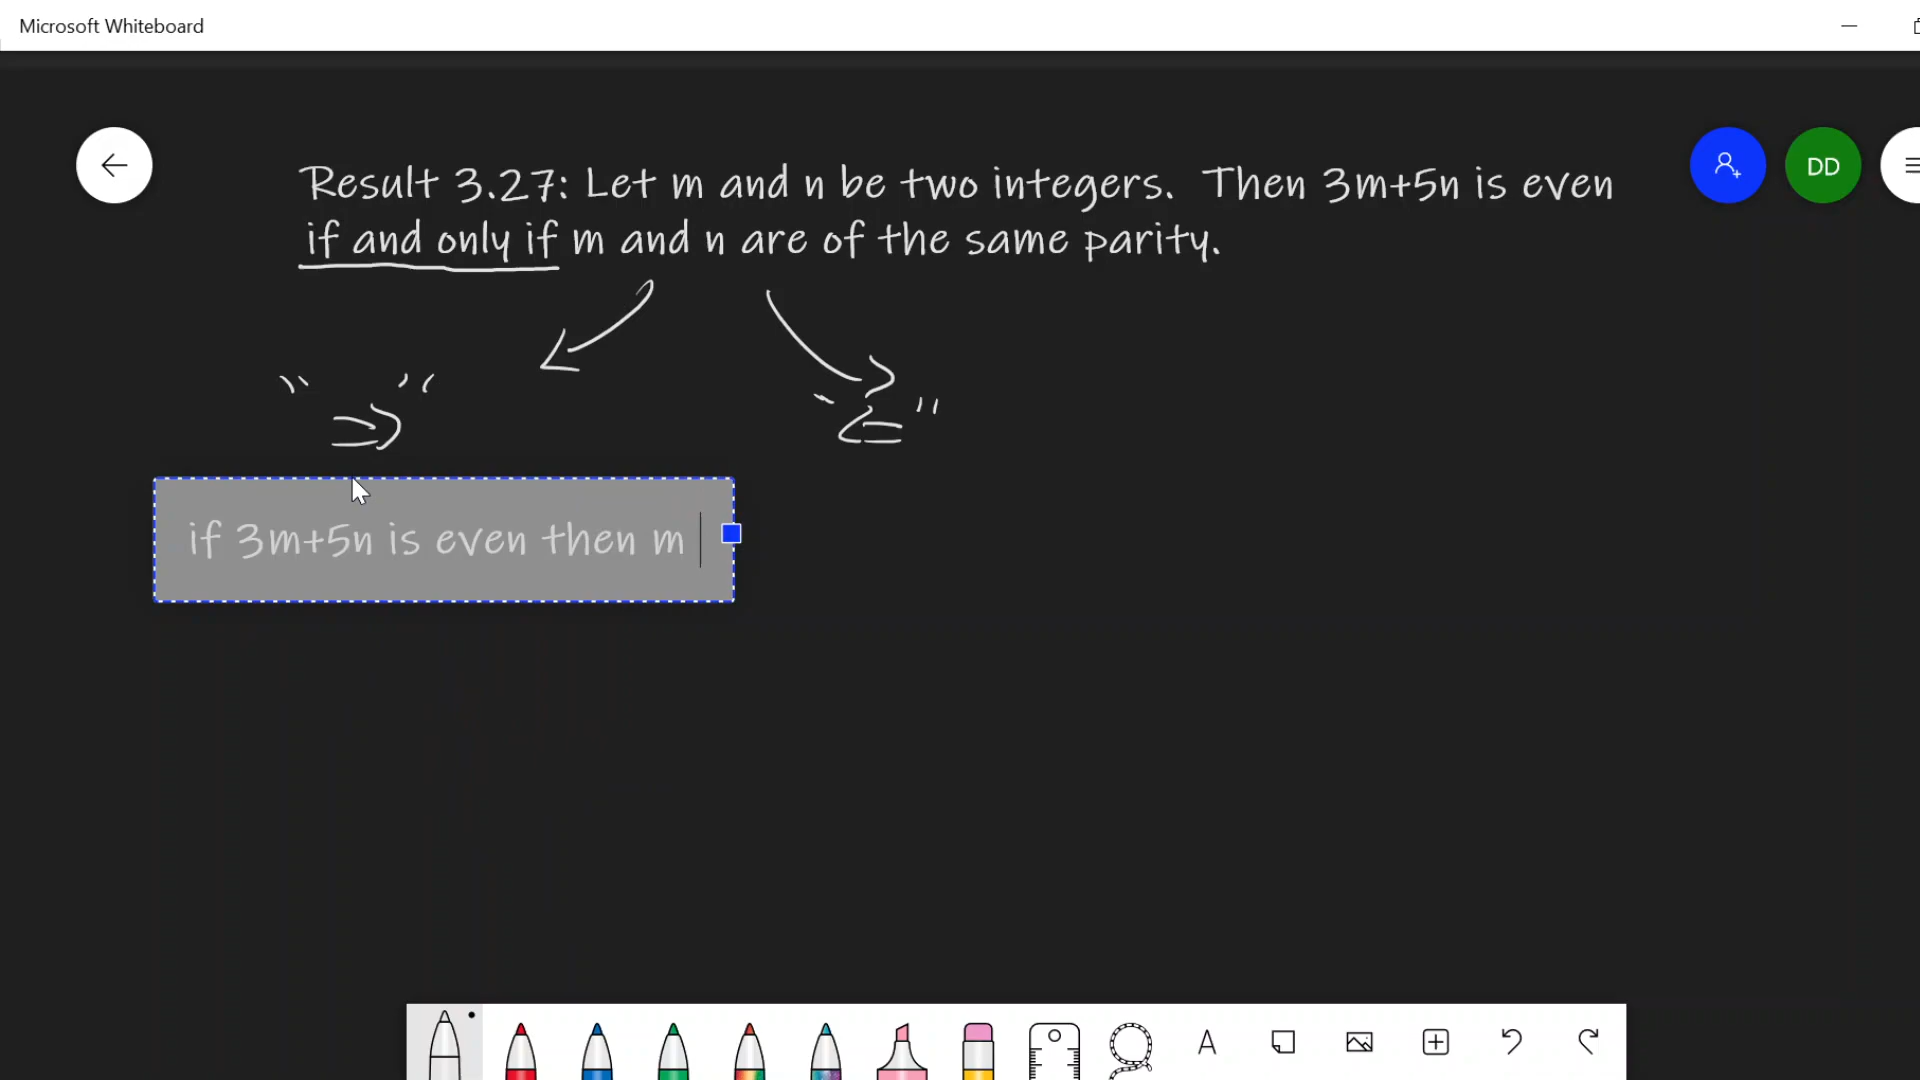 Microsoft Whiteboard
Result 3.27: Let m and n be two integers. Then 3m+5n is even
if and only if m and n are of the same parity.
"⇒"
"⇐"
if 3m+5n is even then m
DD
A